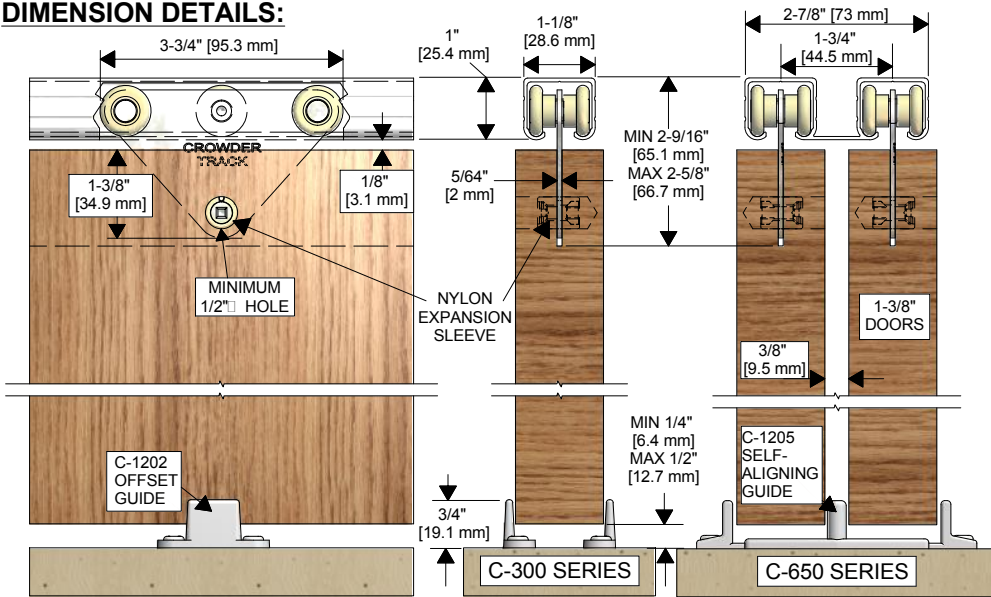 DIMENSION DETAILS:
3-3/4" [95.3 mm]
1"
[25.4 mm]
1-1/8"
[28.6 mm]
2-7/8" [73 mm]
1-3/4"
[44.5 mm]
CROWDER
TRACK
1-3/8"
[34.9 mm]
1/8"
[3.1 mm]
5/64"
[2 mm]
MIN 2-9/16"
[65.1 mm]
MAX 2-5/8"
[66.7 mm]
MINIMUM
1/2"□ HOLE
NYLON
EXPANSION
SLEEVE
1-3/8"
DOORS
3/8"
[9.5 mm]
C-1202
OFFSET
GUIDE
3/4"
[19.1 mm]
MIN 1/4"
[6.4 mm]
MAX 1/2"
[12.7 mm]
C-1205
SELF-
ALIGNING
GUIDE
C-300 SERIES
C-650 SERIES